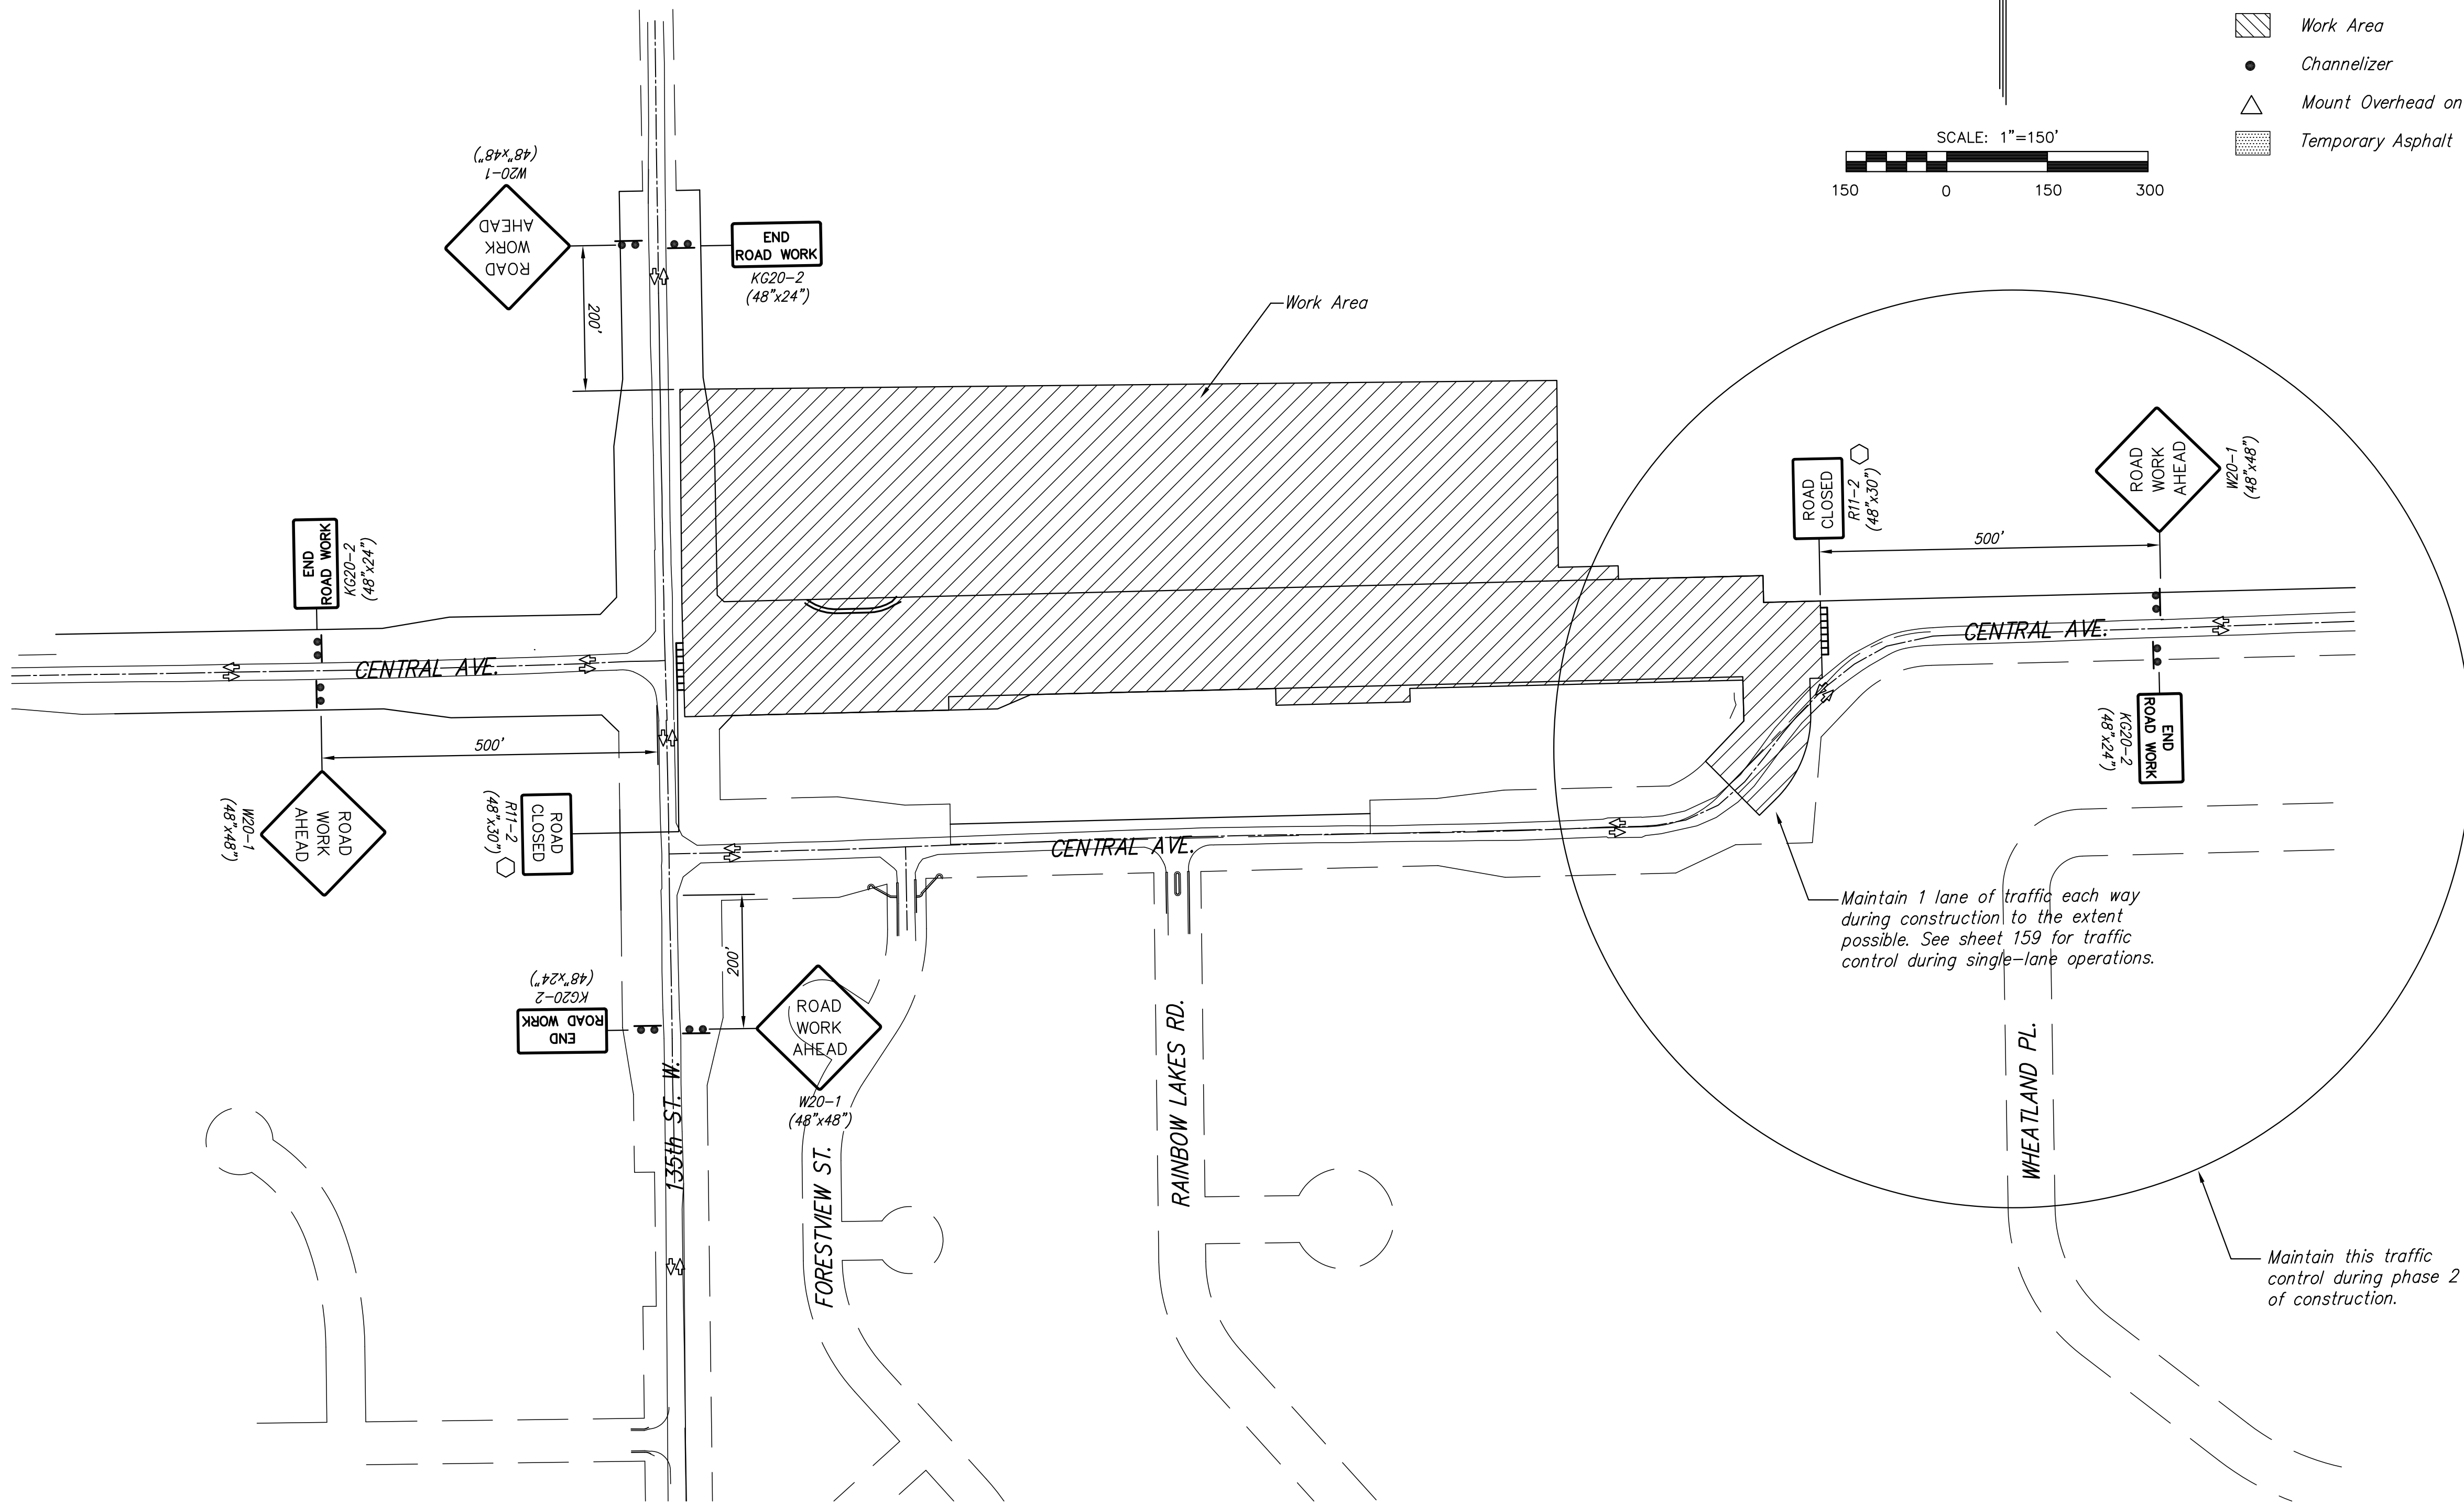 Work Area
Channelizer
Mount Overhead on
Temporary Asphalt
SCALE: 1"=150'
150 0 150 300
W20-1
(48"x48")
ROAD
WORK
AHEAD
END
ROAD WORK
KG20-2
(48"x24")
200'
Work Area
ROAD
CLOSED
R11-2
(48"x30")
500'
ROAD
WORK
AHEAD
W20-1
(48"x48")
END
ROAD WORK
KG20-2
(48"x24")
CENTRAL AVE.
CENTRAL AVE.
END
ROAD WORK
KG20-2
(48"x24")
500'
ROAD
WORK
AHEAD
W20-1
(48"x48")
ROAD
CLOSED
R11-2
(48"x30")
CENTRAL AVE.
Maintain 1 lane of traffic each way
during construction to the extent
possible. See sheet 159 for traffic
control during single-lane operations.
200'
END
ROAD WORK
KG20-2
(48"x24")
ROAD
WORK
AHEAD
W20-1
(48"x48")
135th ST. W.
FORESTVIEW ST.
RAINBOW LAKES RD.
WHEATLAND PL.
Maintain this traffic
control during phase 2
of construction.